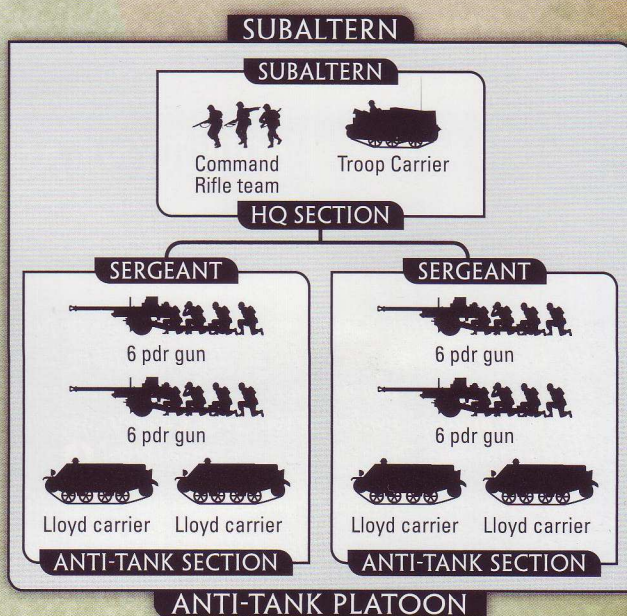 SUBALTERN
SUBALTERN
Command
Rifle team
Troop Carrier
HQ SECTION
SERGEANT
6 pdr gun
6 pdr gun
Lloyd carrier
Lloyd carrier
ANTI-TANK SECTION
SERGEANT
6 pdr gun
6 pdr gun
Lloyd carrier
Lloyd carrier
ANTI-TANK SECTION
ANTI-TANK PLATOON